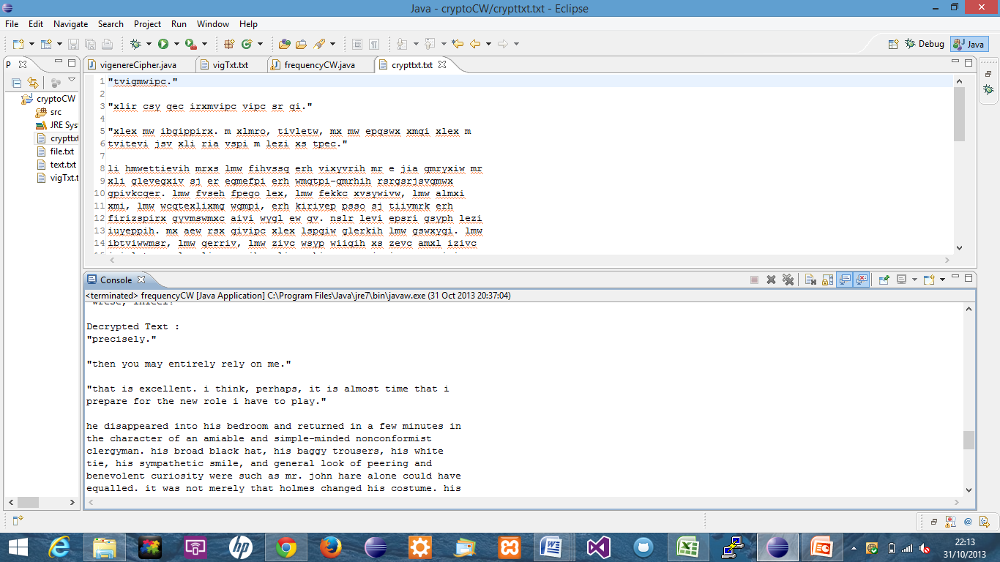 Java - cryptoCW/crypttxt.txt - Eclipse
File Edit Navigate Search Project Run Window Help
Debug Java
P
vigenereCipher.java vigTxt.txt frequencyCW.java crypttxt.txt
cryptoCW
src
JRE Sys
crypttxt
file.txt
text.txt
vigTxt.t
1 "tvigmwipc."
2
3 "xlir csy gec irxmvipc vipc sr qi."
4
5 "xlex mw ibgippirx. m xlmro, tivletw, mx mw epqswx xmqi xlex m
6 tvitevi jsv xli ria vspi m lezi xs tpec."
7
8 li hmwettievih mrxs lmw fihvssq erh vixyvrih mr e jia qmryxiw mr
9 xli glevegxiv sj er eqmefpi erh wmqtpi-qmrhih rsrgsrjsvqmwx
10 gpivkcqer. lmw fvseh fpego lex, lmw fekkc xvsywivw, lmw almxi
11 xmi, lmw wcqtexlixmg wqmpi, erh kirivep psso sj tiivmrk erh
12 firizspirx gyvmswmxc aivi wygl ew qv. nslr levi epsri gsyph lezi
13 iuyeppih. mx aew rsx qivipc xlex lspqiw glerkih lmw gswxyqi. lmw
14 ibtviwwmsr, lmw qerriv, lmw zivc wsyp wiiqih xs zevc amxl izivc
Console
<terminated> frequencyCW [Java Application] C:\Program Files\Java\jre7\bin\javaw.exe (31 Oct 2013 20:37:04)
Decrypted Text :
"precisely."
"then you may entirely rely on me."
"that is excellent. i think, perhaps, it is almost time that i
prepare for the new role i have to play."
he disappeared into his bedroom and returned in a few minutes in
the character of an amiable and simple-minded nonconformist
clergyman. his broad black hat, his baggy trousers, his white
tie, his sympathetic smile, and general look of peering and
benevolent curiosity were such as mr. john hare alone could have
equalled. it was not merely that holmes changed his costume. his
hp
22:13
31/10/2013